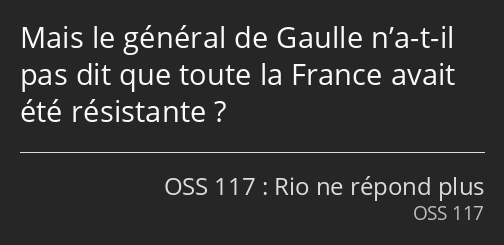 Mais le général de Gaulle n’a-t-il
pas dit que toute la France avait
été résistante ?
OSS 117 : Rio ne répond plus
OSS 117